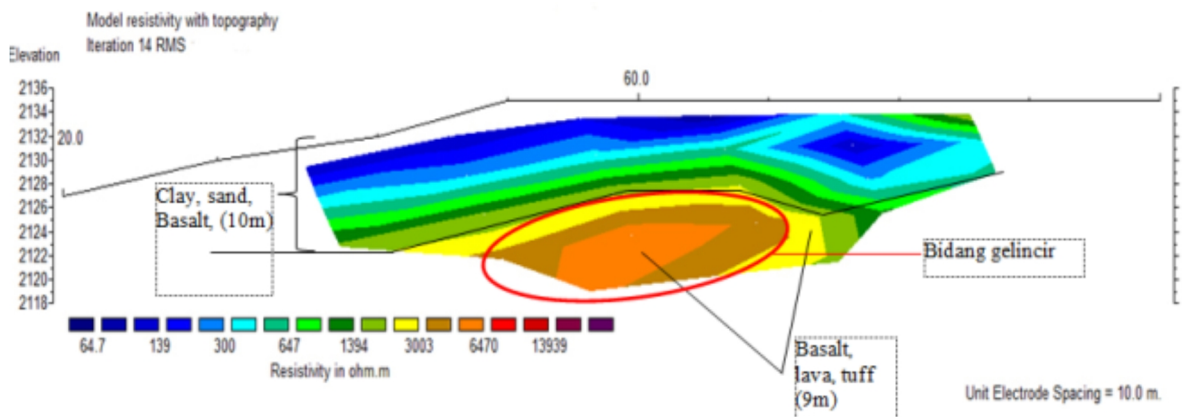 Model resistivity with topography
Iteration 14 RMS
Elevation
2136
2134
2132
2130
2128
2126
2124
2122
2120
2118
20.0
60.0
Clay, sand,
Basalt, (10m)
Bidang gelincir
Basalt,
lava, tuff
(9m)
64.7 139 300 647 1394 3003 6470 13939
Resistivity in ohm.m
Unit Electrode Spacing = 10.0 m.